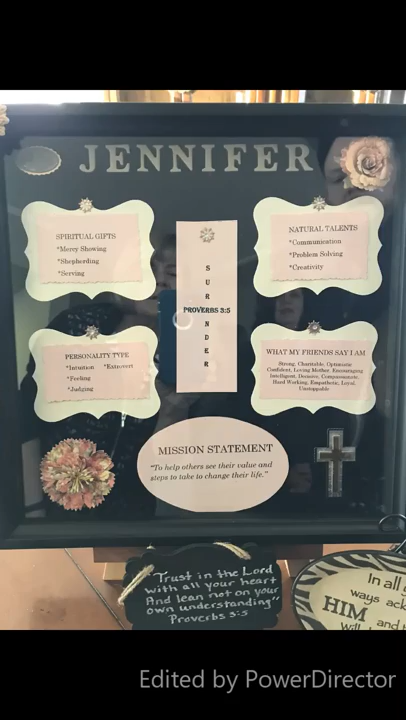 JENNIFER
SPIRITUAL GIFTS
*Mercy Showing
*Shepherding
*Serving
NATURAL TALENTS
*Communication
*Problem Solving
*Creativity
SURRENDER
PROVERBS 3:5
PERSONALITY TYPE
*Intuition *Extrovert
*Feeling
*Judging
WHAT MY FRIENDS SAY I AM
Strong, Charitable, Optimistic
Confident, Loving Mother, Encouraging
Intelligent, Decisive, Compassionate,
Hard Working, Empathetic, Loyal,
Unstoppable
MISSION STATEMENT
"To help others see their value and
steps to take to change their life."
"Trust in the Lord
with all your heart
And lean not on your
own understanding"
Proverbs 3:5
In all
ways ack
HIM and
Will
Edited by PowerDirector